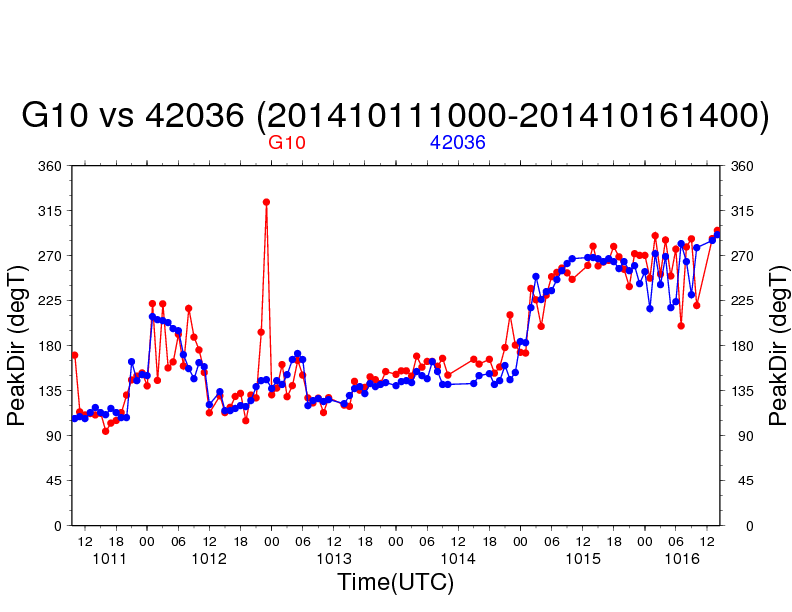 G10 vs 42036 (201410111000-201410161400)
G10 42036
360 360
315 315
270 270
225 225
180 180
135 135
90 90
45 45
0 0
PeakDir (degT)
PeakDir (degT)
12 18 00 06 12 18 00 06 12 18 00 06 12 18 00 06 12 18 00 06 12
1011 1012 1013 1014 1015 1016
Time(UTC)